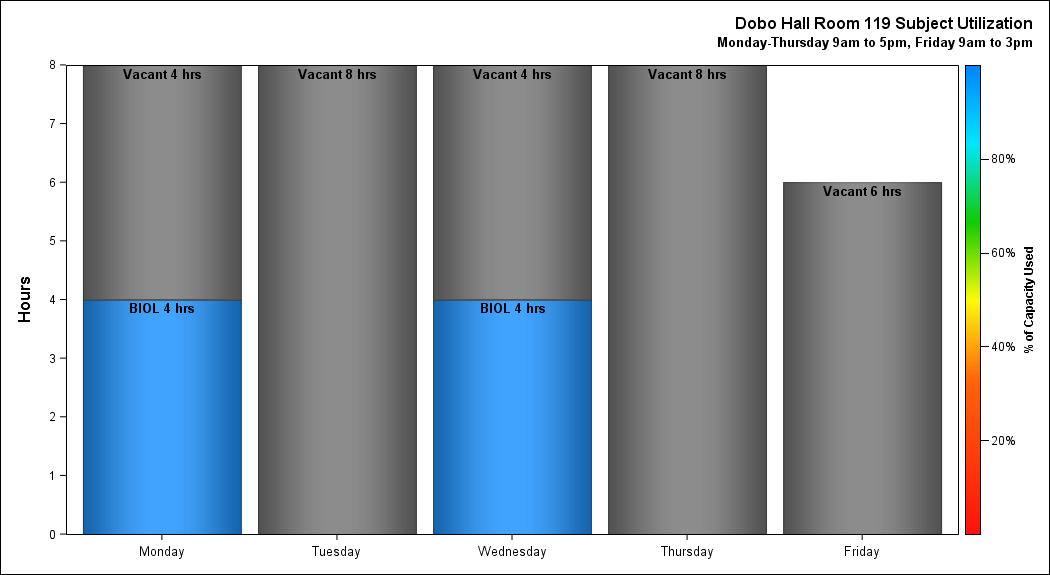 Dobo Hall Room 119 Subject Utilization
Monday-Thursday 9am to 5pm, Friday 9am to 3pm
Hours
8
7
6
5
4
3
2
1
0
Vacant 4 hrs
Vacant 8 hrs
Vacant 4 hrs
Vacant 8 hrs
Vacant 6 hrs
BIOL 4 hrs
BIOL 4 hrs
Monday
Tuesday
Wednesday
Thursday
Friday
80%
60%
40%
20%
% of Capacity Used